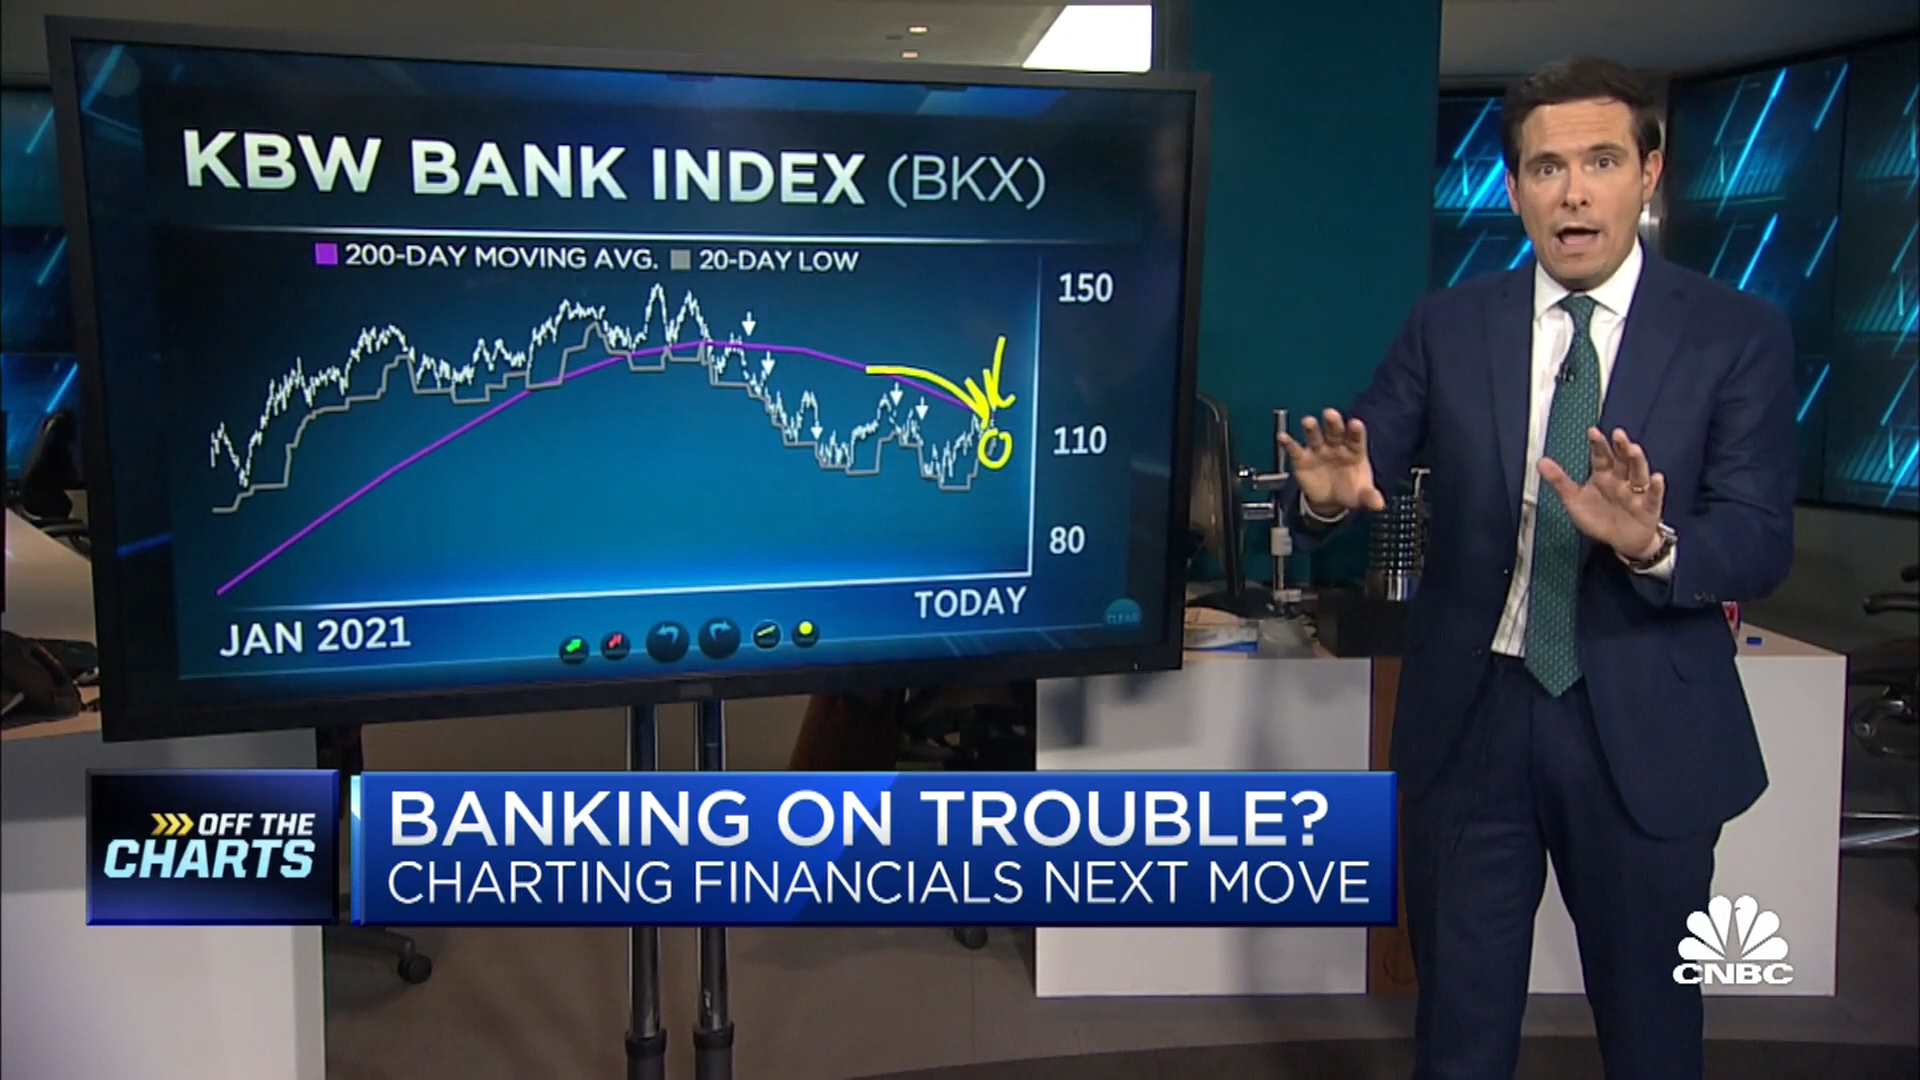 KBW BANK INDEX (BKX)
200-DAY MOVING AVG. 20-DAY LOW
150
110
80
TODAY
JAN 2021
CLEAR
OFF THE
CHARTS
BANKING ON TROUBLE?
CHARTING FINANCIALS NEXT MOVE
CNBC